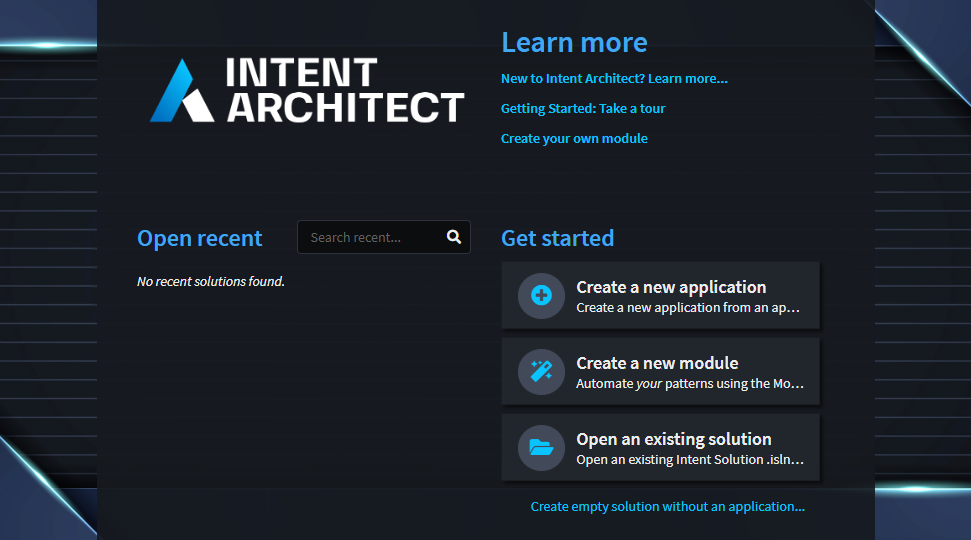 INTENT
ARCHITECT
Learn more
New to Intent Architect? Learn more...
Getting Started: Take a tour
Create your own module
Open recent
Search recent...
No recent solutions found.
Get started
Create a new application
Create a new application from an ap...
Create a new module
Automate your patterns using the Mo...
Open an existing solution
Open an existing Intent Solution .isln...
Create empty solution without an application...